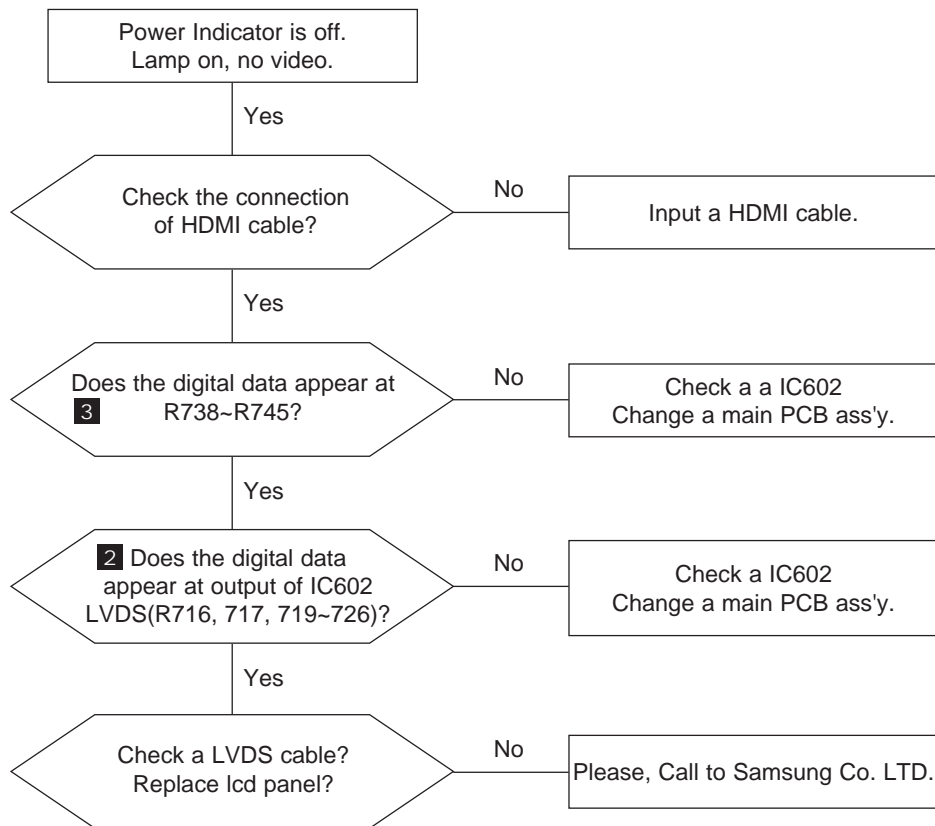 Power Indicator is off.
Lamp on, no video.
Yes
Check the connection
of HDMI cable?
No
Input a HDMI cable.
Yes
Does the digital data appear at
3 R738~R745?
No
Check a a IC602
Change a main PCB ass'y.
Yes
2 Does the digital data
appear at output of IC602
LVDS(R716, 717, 719~726)?
No
Check a IC602
Change a main PCB ass'y.
Yes
Check a LVDS cable?
Replace lcd panel?
No
Please, Call to Samsung Co. LTD.